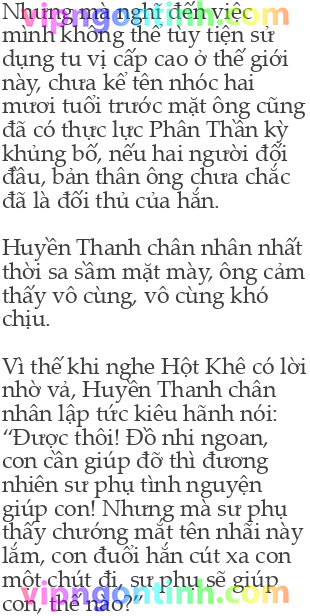 Nhưng mà nghĩ đến việc
mình không thể tùy tiện sử
dụng tu vị cấp cao ở thế giới
này, chưa kể tên nhóc hai
mươi tuổi trước mặt ông cũng
đã có thực lực Phân Thần kỳ
khủng bố, nếu hai người đối
đầu, bản thân ông chưa chắc
đã là đối thủ của hắn.
Huyền Thanh chân nhân nhất
thời sa sầm mặt mày, ông cảm
thấy vô cùng, vô cùng khó
chịu.
Vì thế khi nghe Hột Khê có lời
nhờ vả, Huyền Thanh chân
nhân lập tức kiêu hãnh nói:
“Được thôi! Đồ nhi ngoan,
con cần giúp đỡ thì đương
nhiên sư phụ tình nguyện
giúp con! Nhưng mà sư phụ
thấy chướng mắt tên nhãi này
lắm, con đuổi hắn cút xa con
một chút đi, sư phụ sẽ giúp
con, thế nào?”
vipngontinh.com
vipngontinh.com